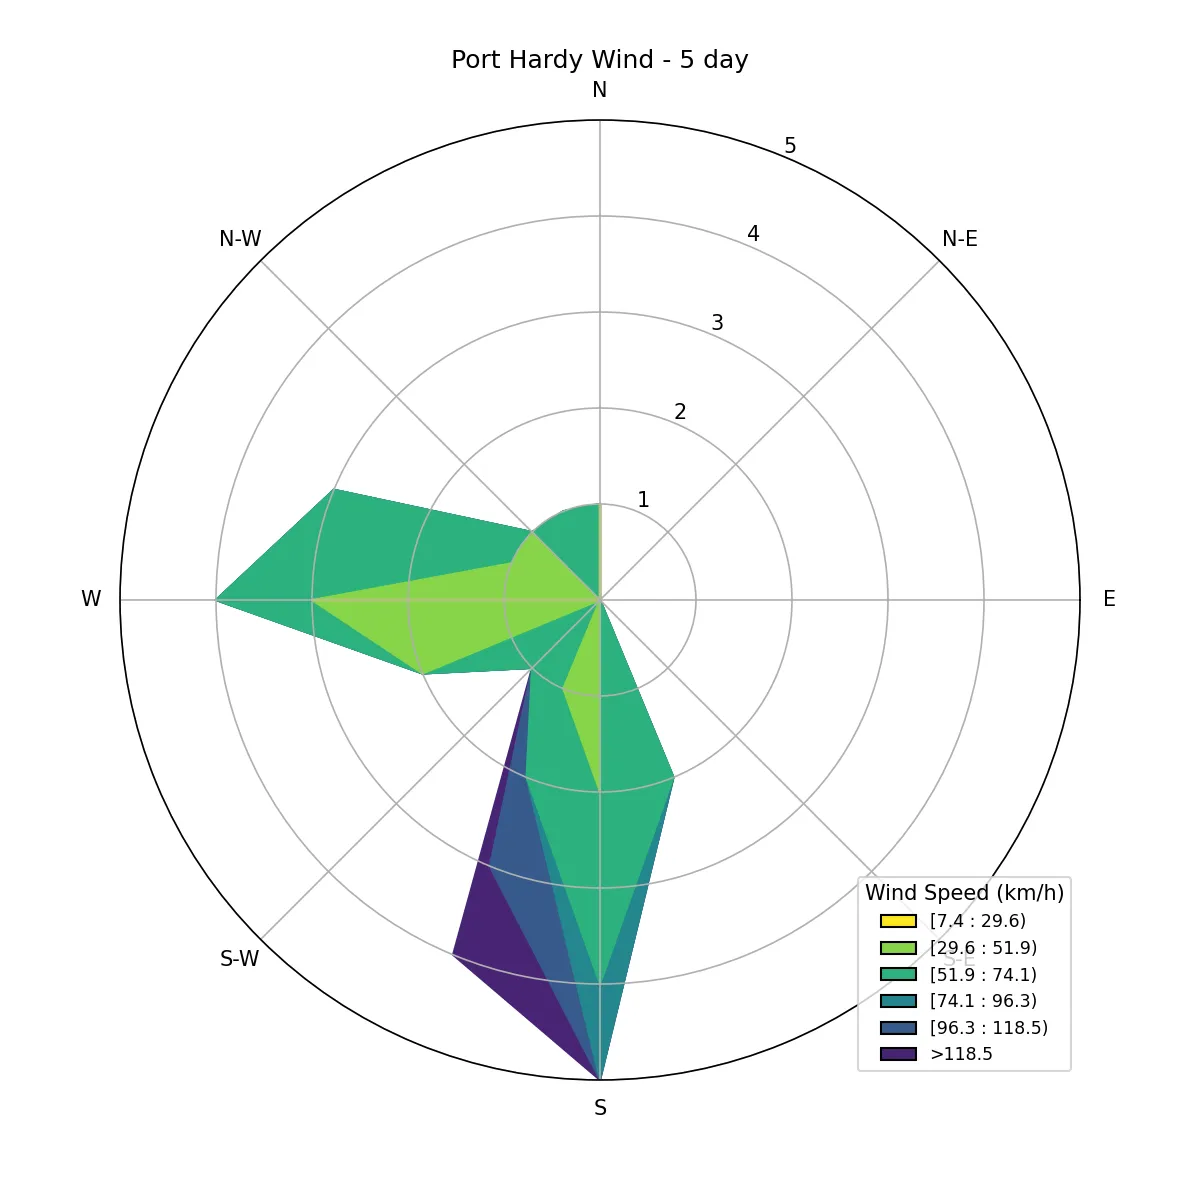 Port Hardy Wind - 5 day
N
5
N-W
N-E
4
3
2
1
W
E
Wind Speed (km/h)
[7.4 : 29.6)
[29.6 : 51.9)
S-W
S-E
[51.9 : 74.1)
[74.1 : 96.3)
[96.3 : 118.5)
>118.5
S